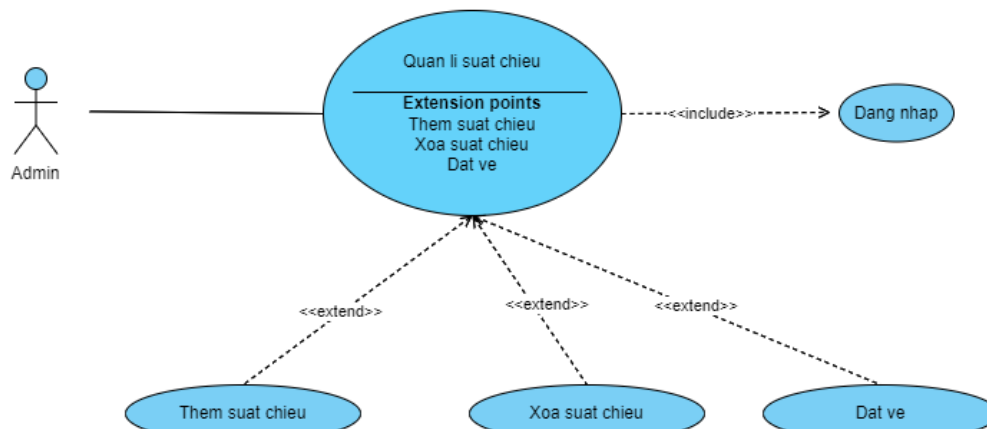 Quan li suat chieu
Extension points
Them suat chieu
Xoa suat chieu
Dat ve
Admin
<<include>>
Dang nhap
<<extend>>
<<extend>>
<<extend>>
Them suat chieu
Xoa suat chieu
Dat ve